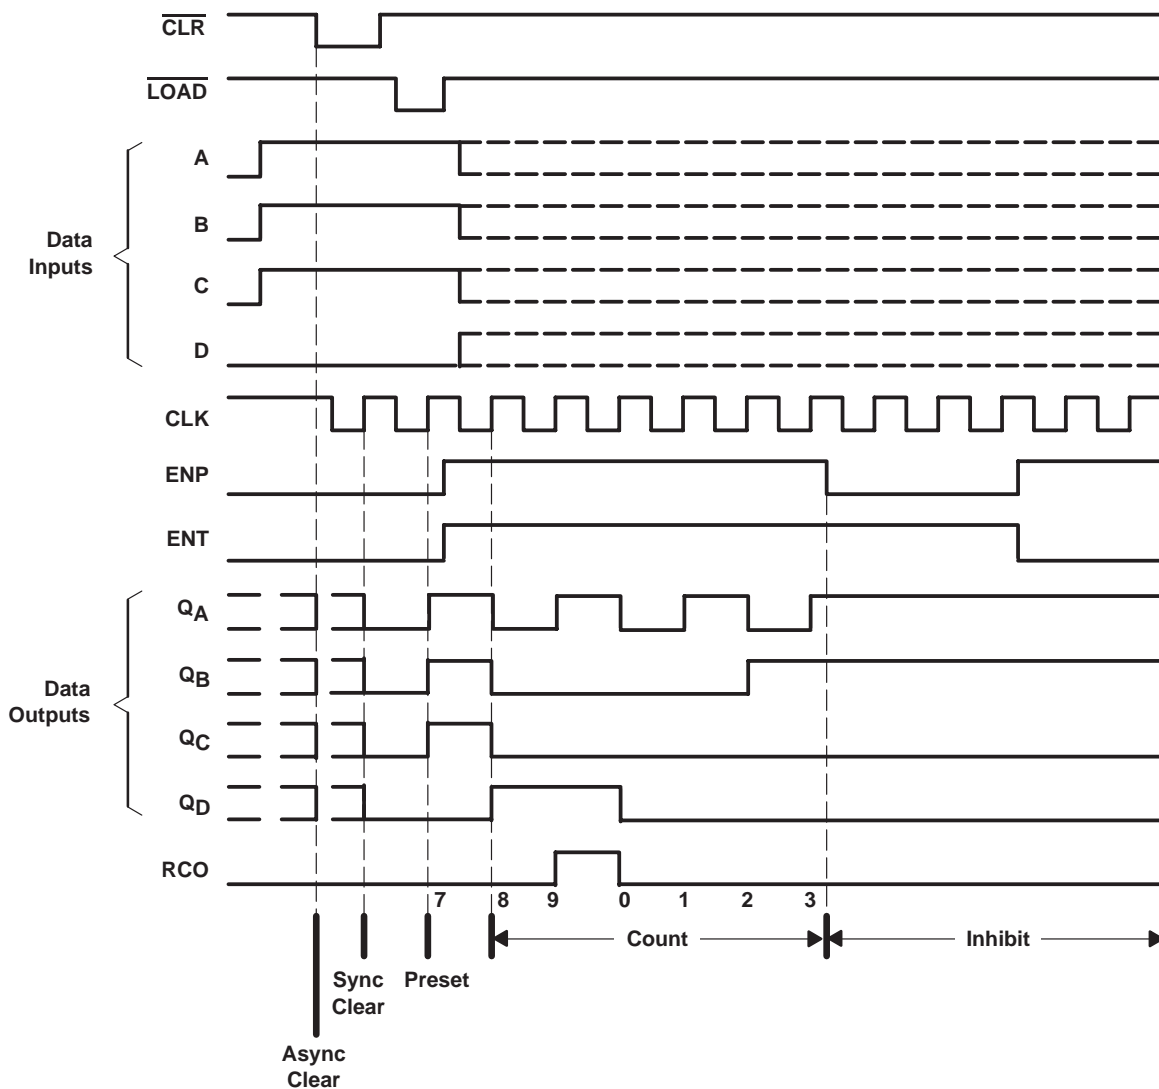 CLR
LOAD
A
B
C
D
Data
Inputs
CLK
ENP
ENT
QA
QB
QC
QD
Data
Outputs
RCO
7 8 9 0 1 2 3
Count
Inhibit
Sync
Clear
Preset
Async
Clear